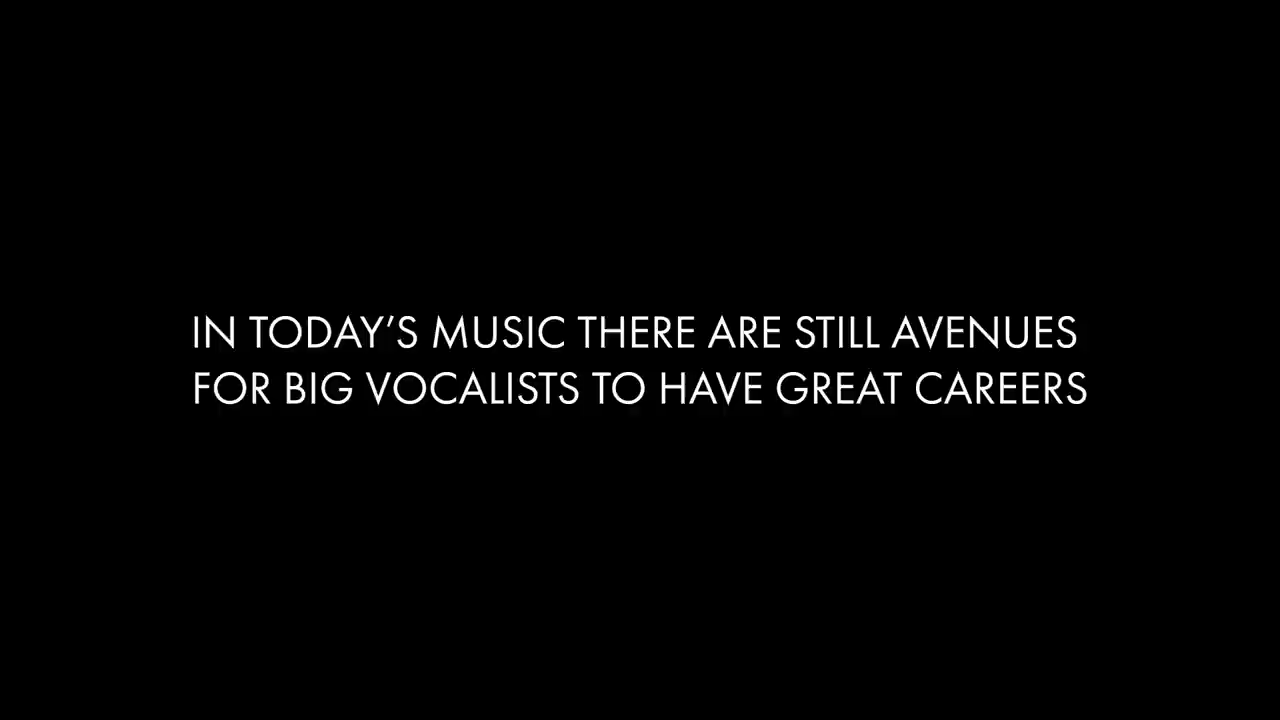 IN TODAY’S MUSIC THERE ARE STILL AVENUES
FOR BIG VOCALISTS TO HAVE GREAT CAREERS